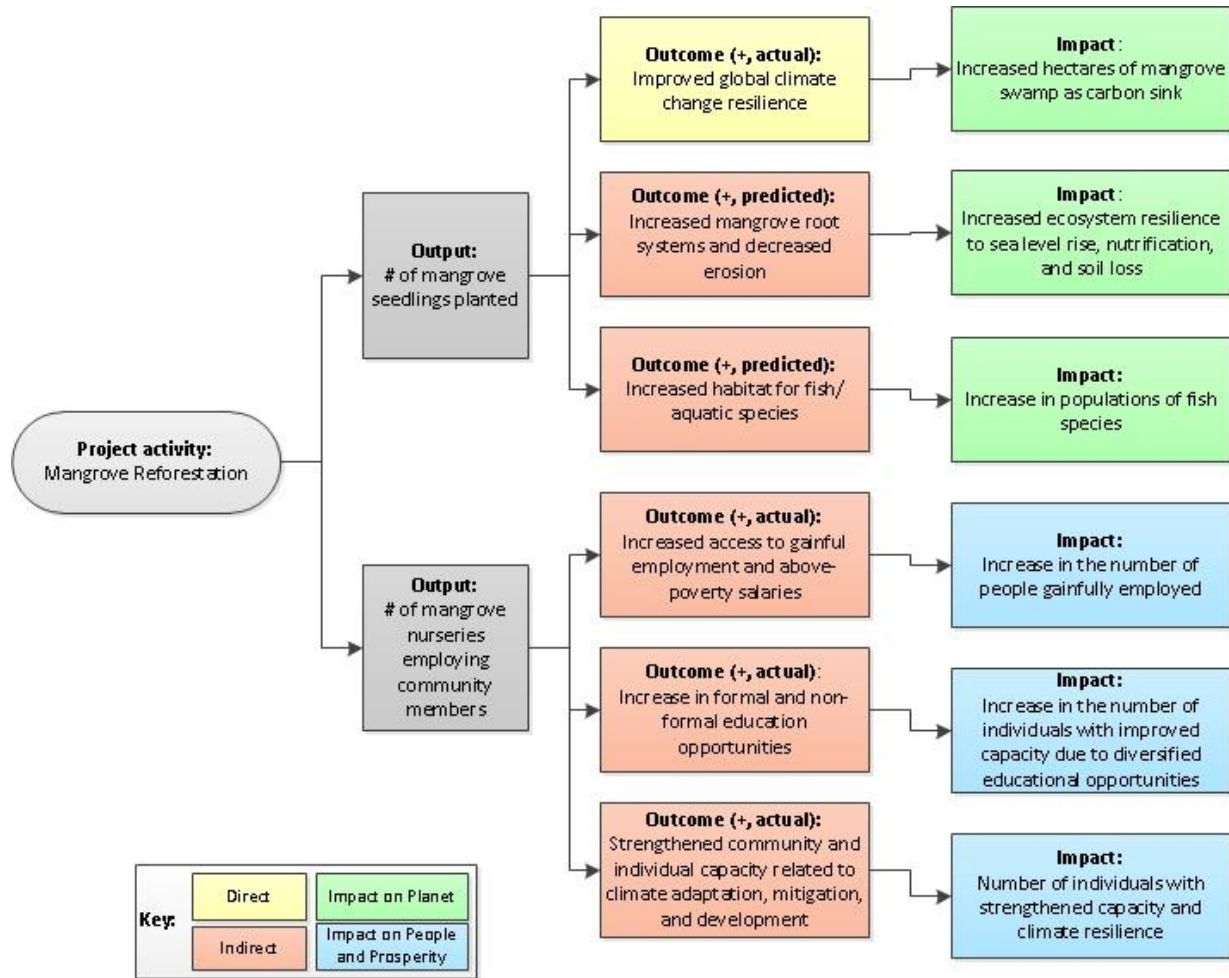 Project activity:
Mangrove Reforestation
Output:
# of mangrove
seedlings planted
Output:
# of mangrove
nurseries
employing
community
members
Outcome (+, actual):
Improved global climate
change resilience
Impact:
Increased hectares of mangrove
swamp as carbon sink
Outcome (+, predicted):
Increased mangrove root
systems and decreased
erosion
Impact:
Increased ecosystem resilience
to sea level rise, nutrification,
and soil loss
Outcome (+, predicted):
Increased habitat for fish/
aquatic species
Impact:
Increase in populations of fish
species
Outcome (+, actual):
Increased access to gainful
employment and above-
poverty salaries
Impact:
Increase in the number of
people gainfully employed
Outcome (+, actual):
Increase in formal and non-
formal education
opportunities
Impact:
Increase in the number of
individuals with improved
capacity due to diversified
educational opportunities
Outcome (+, actual):
Strengthened community and
individual capacity related to
climate adaptation, mitigation,
and development
Impact:
Number of individuals with
strengthened capacity and
climate resilience
Key:
Direct
Impact on Planet
Indirect
Impact on People
and Prosperity